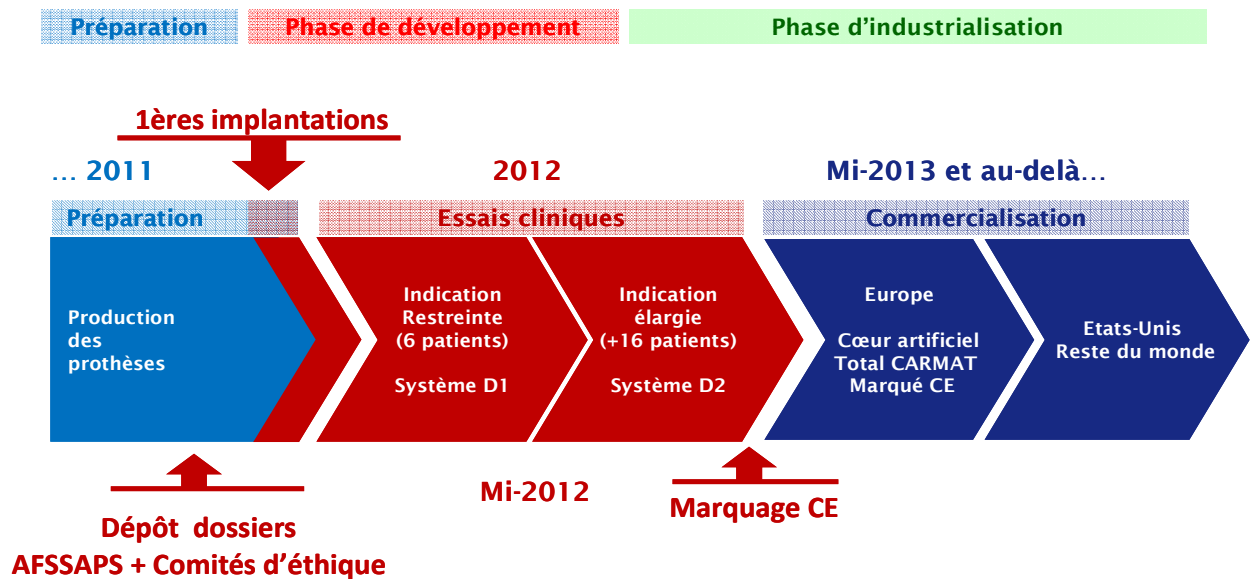 Préparation
Phase de développement
Phase d'industrialisation
1ères implantations
... 2011
2012
Mi-2013 et au-delà...
Préparation
Essais cliniques
Commercialisation
Production
des
prothèses
Indication
Restreinte
(6 patients)
Système D1
Indication
élargie
(+16 patients)
Système D2
Europe
Cœur artificiel
Total CARMAT
Marqué CE
Etats-Unis
Reste du monde
Mi-2012
Marquage CE
Dépôt dossiers
AFSSAPS + Comités d'éthique